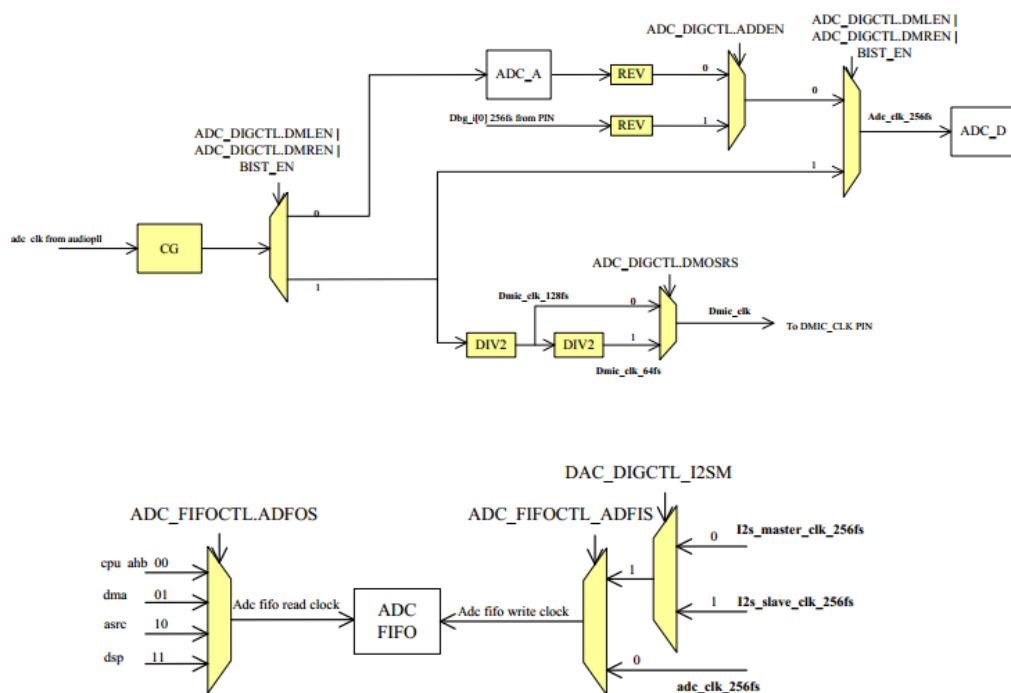 ADC_DIGCTL.ADDEN
ADC_DIGCTL.DMLEN |
ADC_DIGCTL.DMREN |
BIST_EN
ADC_A
REV
0
Dbg_i[0] 256fs from PIN
REV
1
0
Adc_clk_256fs
ADC_D
1
ADC_DIGCTL.DMLEN |
ADC_DIGCTL.DMREN |
BIST_EN
0
adc clk from audiopll
CG
1
ADC_DIGCTL.DMOSRS
Dmic_clk_128fs
0
Dmic_clk
To DMIC_CLK PIN
DIV2
DIV2
1
Dmic_clk_64fs
DAC_DIGCTL_I2SM
ADC_FIFOCTL.ADFOS
ADC_FIFOCTL_ADFIS
cpu ahb 00
dma 01
asrc 10
dsp 11
Adc fifo read clock
ADC
FIFO
Adc fifo write clock
1
0
I2s_master_clk_256fs
1
I2s_slave_clk_256fs
0
adc_clk_256fs